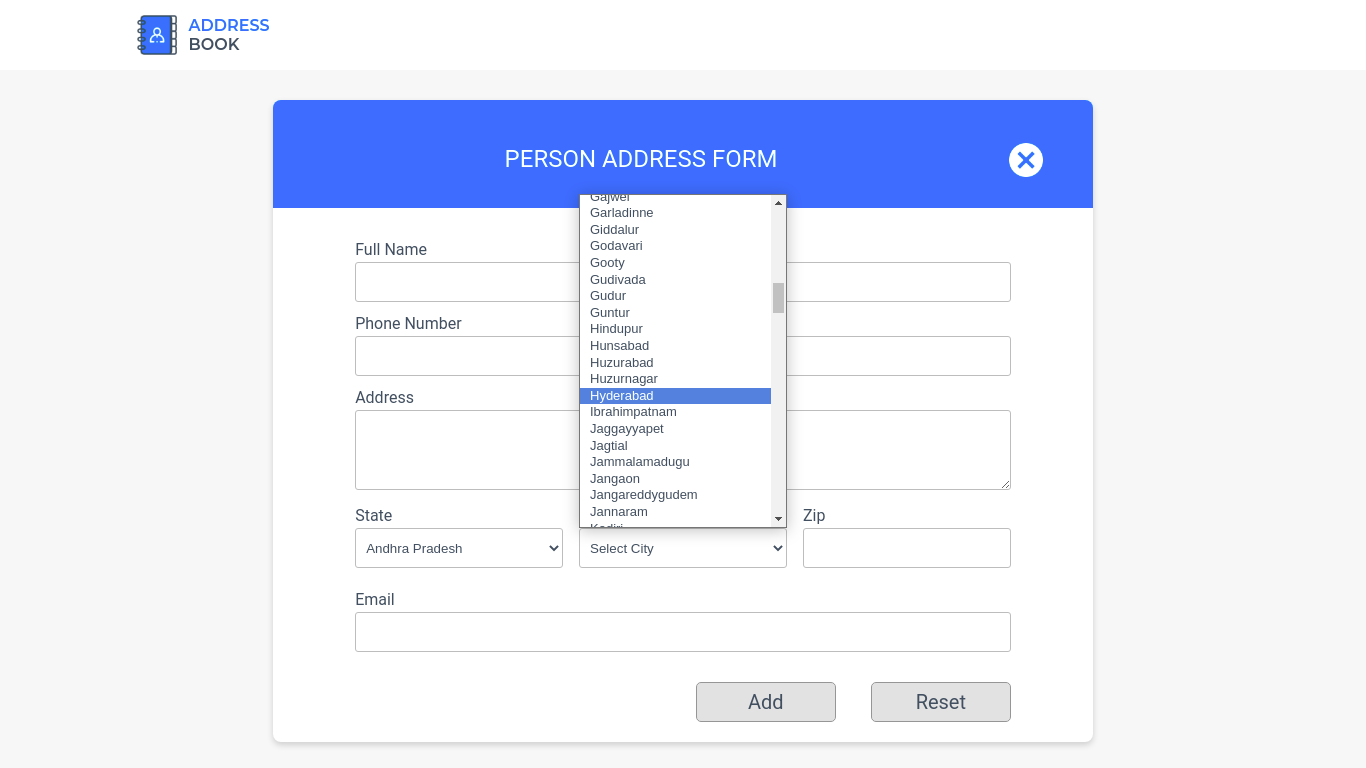 ADDRESS
BOOK
PERSON ADDRESS FORM
Full Name
Phone Number
Address
Gajwel
Garladinne
Giddalur
Godavari
Gooty
Gudivada
Gudur
Guntur
Hindupur
Hunsabad
Huzurabad
Huzurnagar
Hyderabad
Ibrahimpatnam
Jaggayyapet
Jagtial
Jammalamadugu
Jangaon
Jangareddygudem
Jannaram
Kadiri
State
Zip
Andhra Pradesh
Select City
Email
Add
Reset